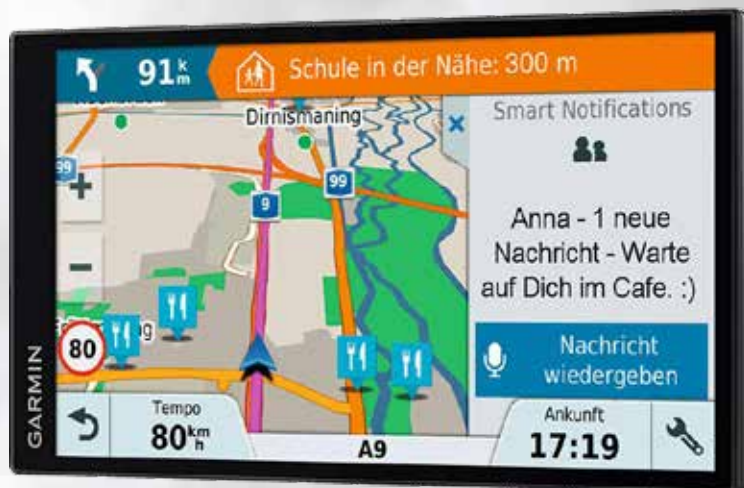 91 km
Schule in der Nähe: 300 m
Dirnismaning
99
99
9
Smart Notifications
Anna - 1 neue
Nachricht - Warte
auf Dich im Cafe. :)
Nachricht
wiedergeben
+
-
80
GARMIN
Tempo
80 km/h
A9
Ankunft
17:19